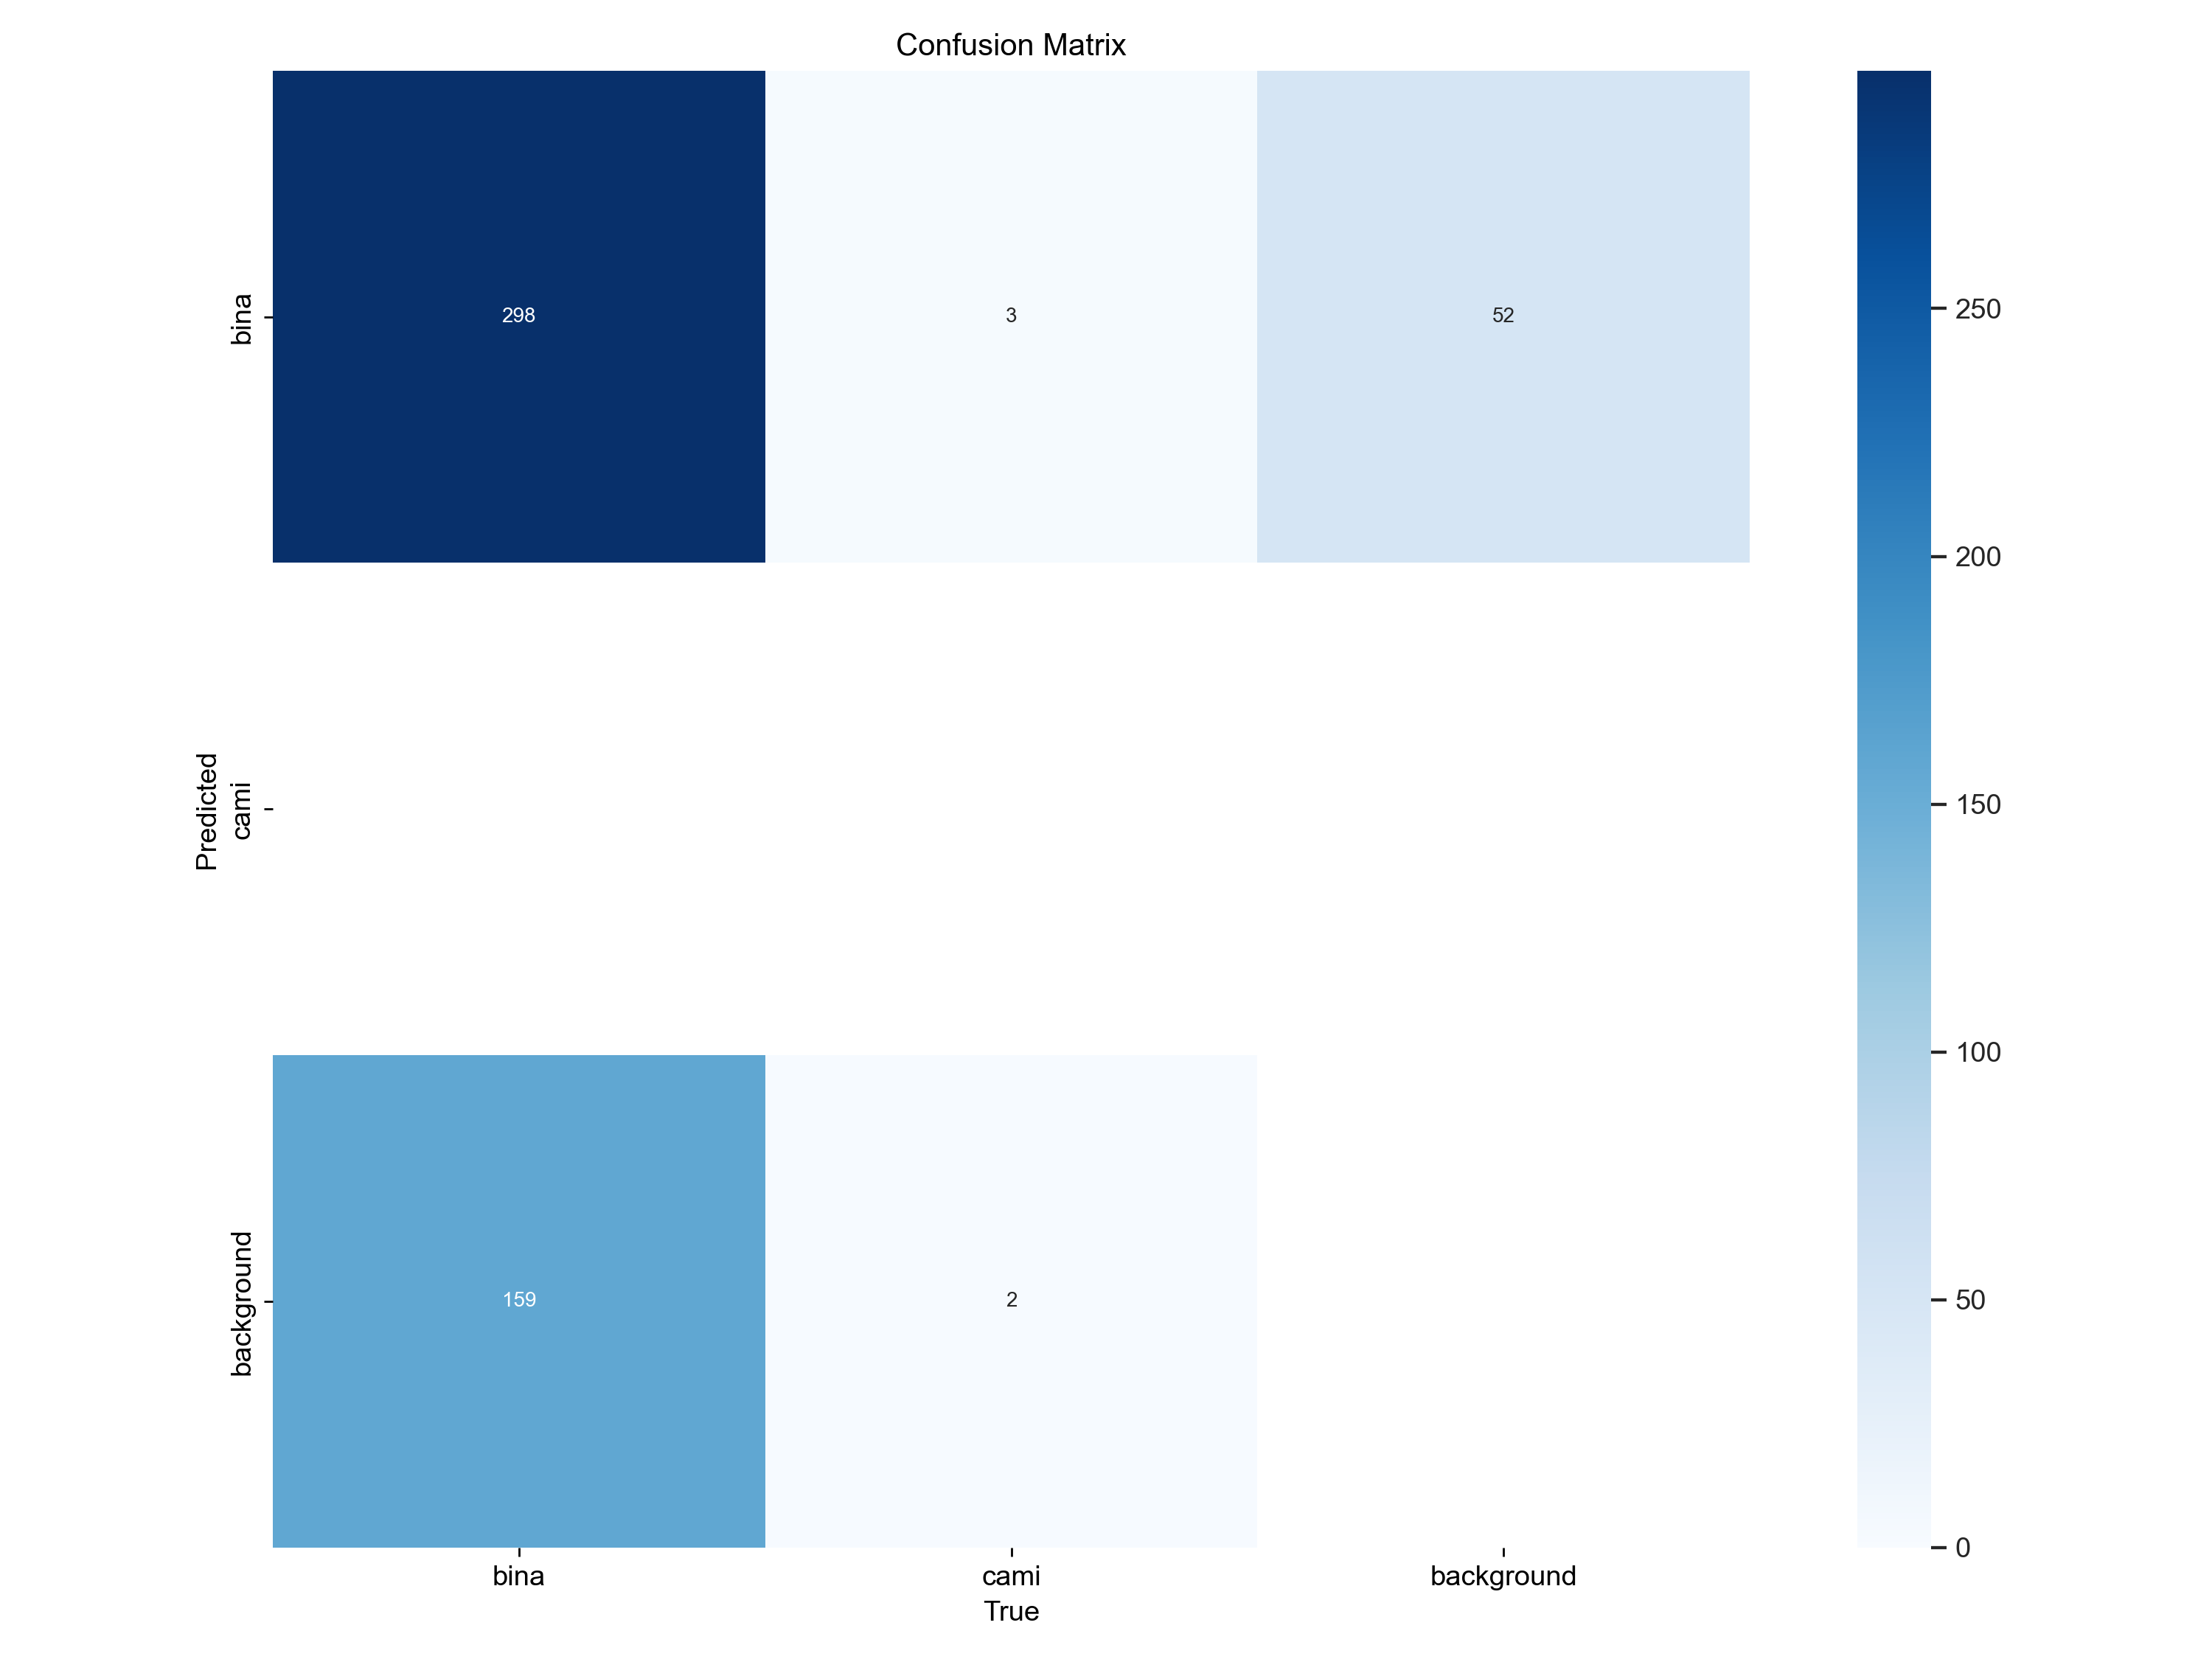 Confusion Matrix
bina
298
3
52
Predicted
cami
background
159
2
bina
cami
background
True
250
200
150
100
50
0